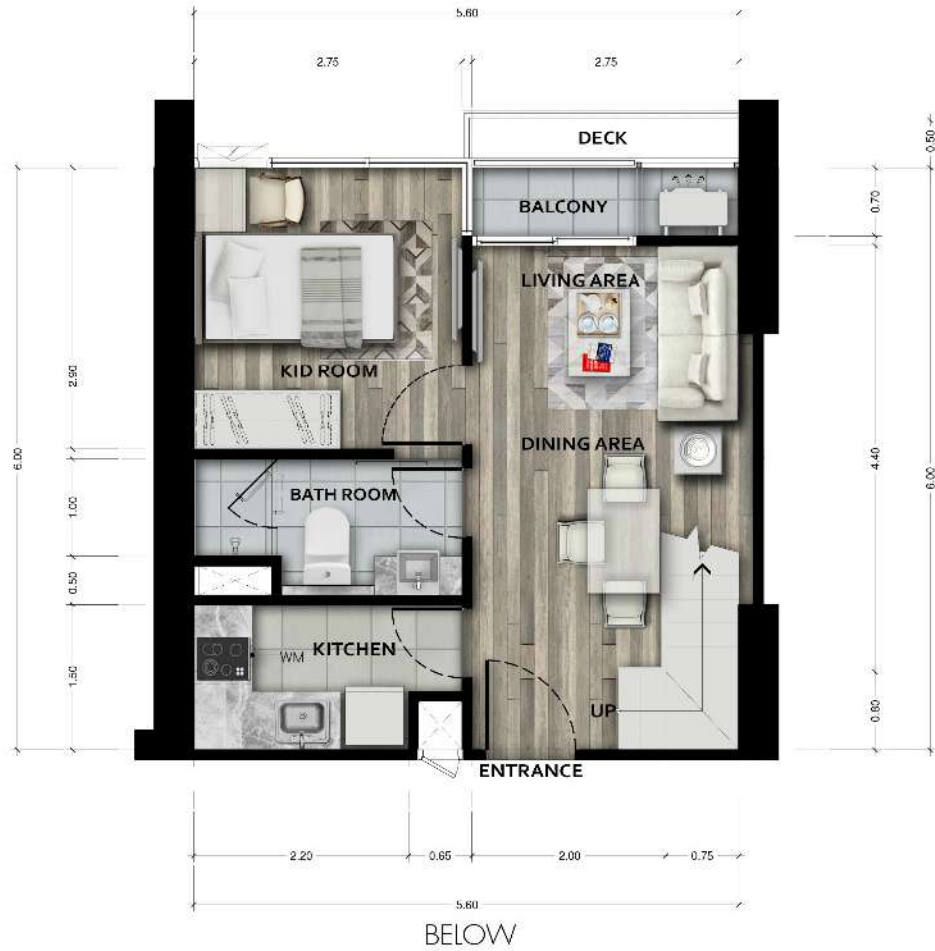 5.60
2.75
2.75
DECK
0.50
BALCONY
0.70
LIVING AREA
KID ROOM
2.90
DINING AREA
4.40
6.00
6.00
BATH ROOM
1.00
0.50
KITCHEN
WM
1.50
UP
0.80
ENTRANCE
2.20
0.65
2.00
0.75
5.60
BELOW